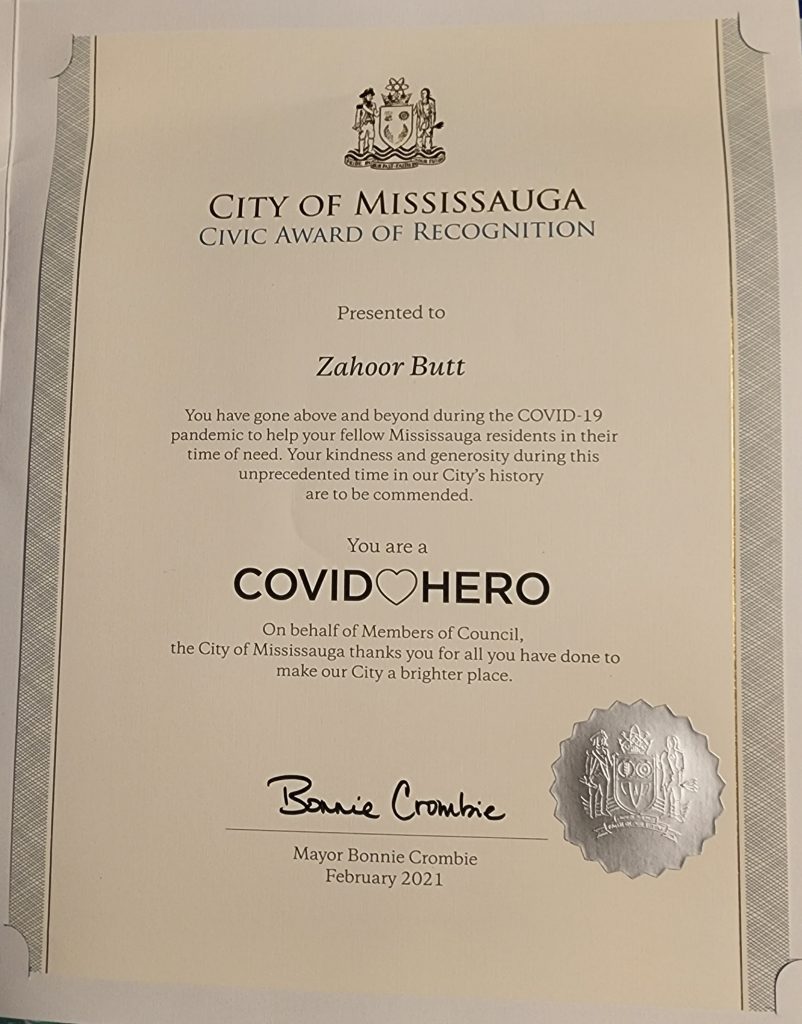 CITY OF MISSISSAUGA
CIVIC AWARD OF RECOGNITION
Presented to
Zahoor Butt
You have gone above and beyond during the COVID-19
pandemic to help your fellow Mississauga residents in their
time of need. Your kindness and generosity during this
unprecedented time in our City's history
are to be commended.
You are a
COVID♡HERO
On behalf of Members of Council,
the City of Mississauga thanks you for all you have done to
make our City a brighter place.
Bonnie Crombie
Mayor Bonnie Crombie
February 2021